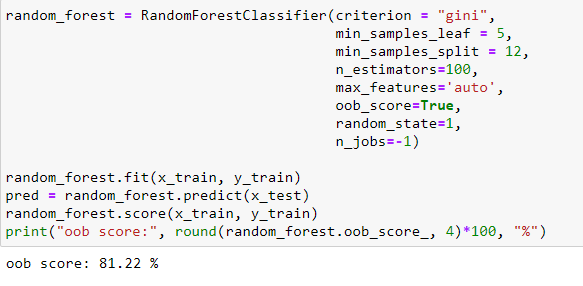 random_forest = RandomForestClassifier(criterion = "gini",
min_samples_leaf = 5,
min_samples_split = 12,
n_estimators=100,
max_features='auto',
oob_score=True,
random_state=1,
n_jobs=-1)
random_forest.fit(x_train, y_train)
pred = random_forest.predict(x_test)
random_forest.score(x_train, y_train)
print("oob score:", round(random_forest.oob_score_, 4)*100, "%")
oob score: 81.22 %